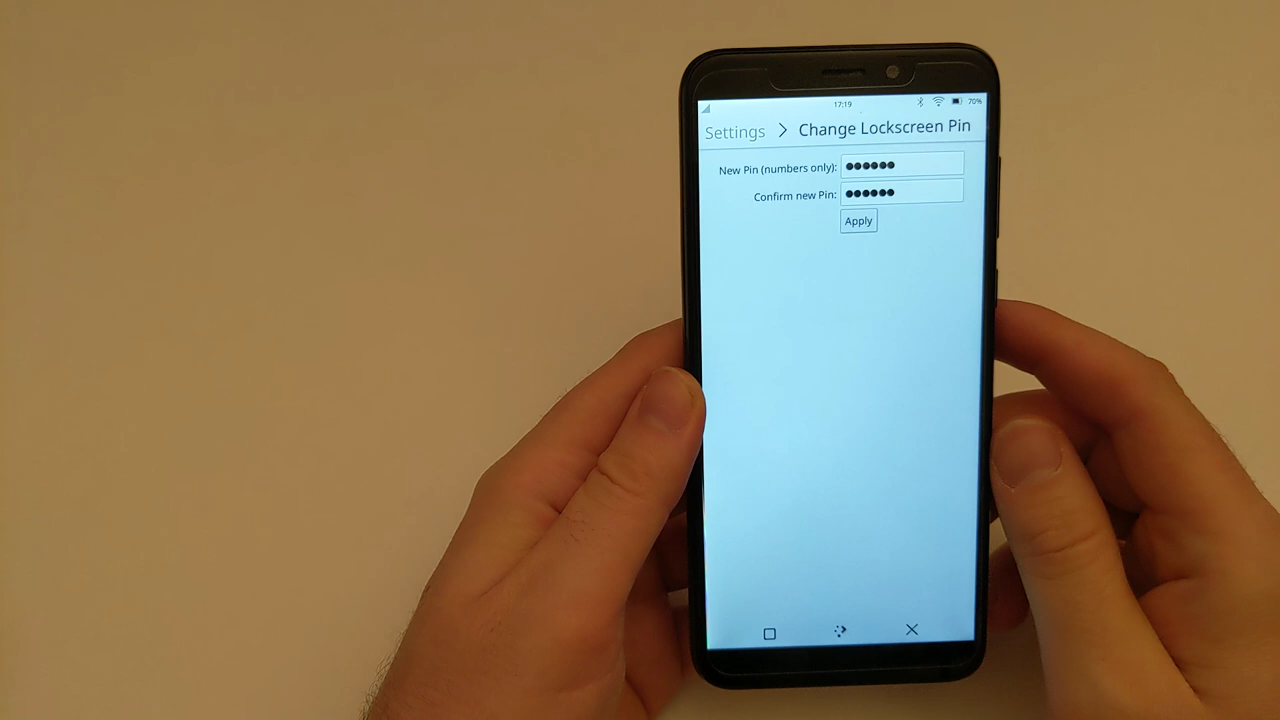 17:19 70%
Settings > Change Lockscreen Pin
New Pin (numbers only): ●●●●●●
Confirm new Pin: ●●●●●●
Apply